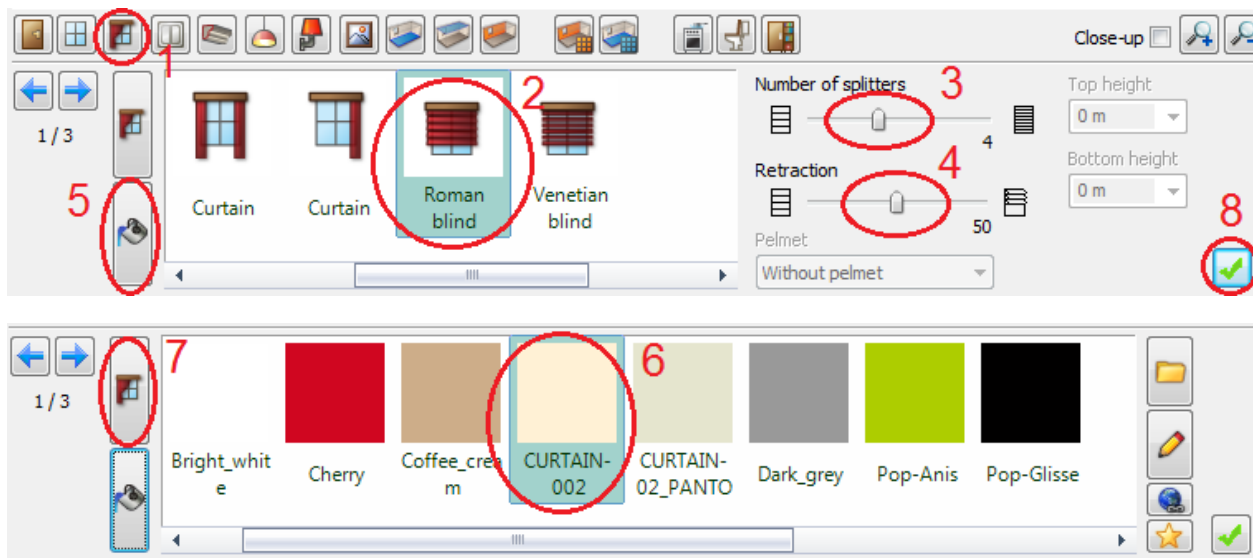 Close-up
1
2
3
4
5
8
1 / 3
Curtain
Curtain
Roman
blind
Venetian
blind
Number of splitters
4
Retraction
50
Pelmet
Without pelmet
Top height
0 m
Bottom height
0 m
7
6
1 / 3
Bright_whit
e
Cherry
Coffee_crea
m
CURTAIN-
002
CURTAIN-
02_PANTO
Dark_grey
Pop-Anis
Pop-Glisse